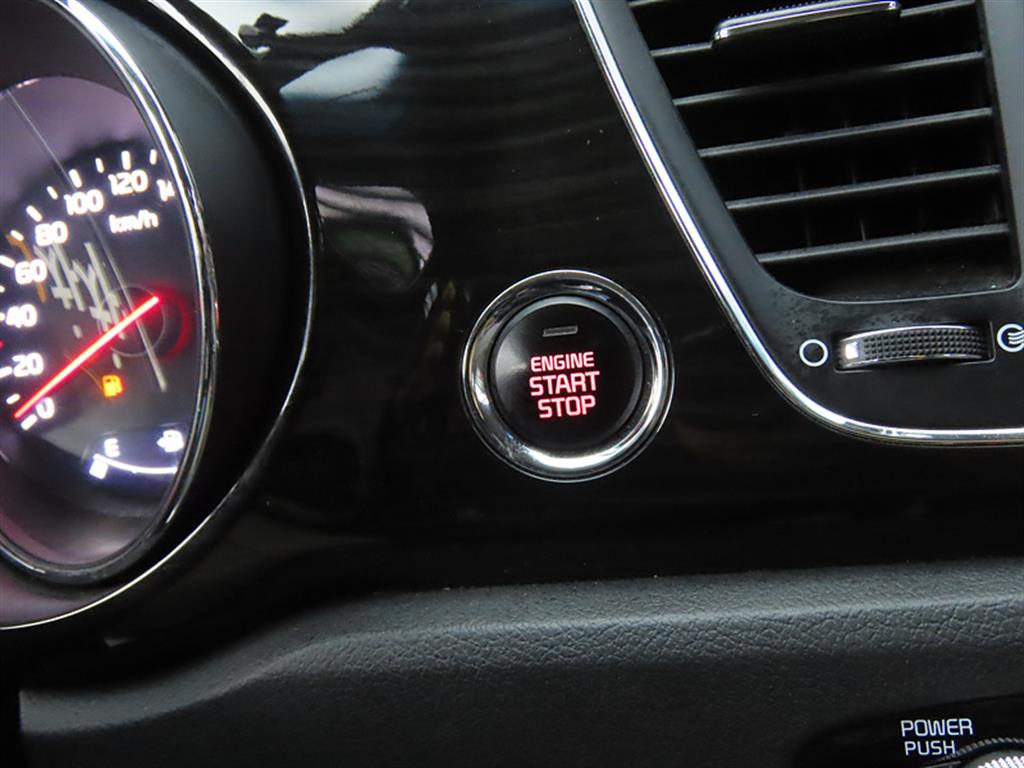 120
100
km/h
80
60
40
20
0
E
ENGINE
START
STOP
POWER
PUSH